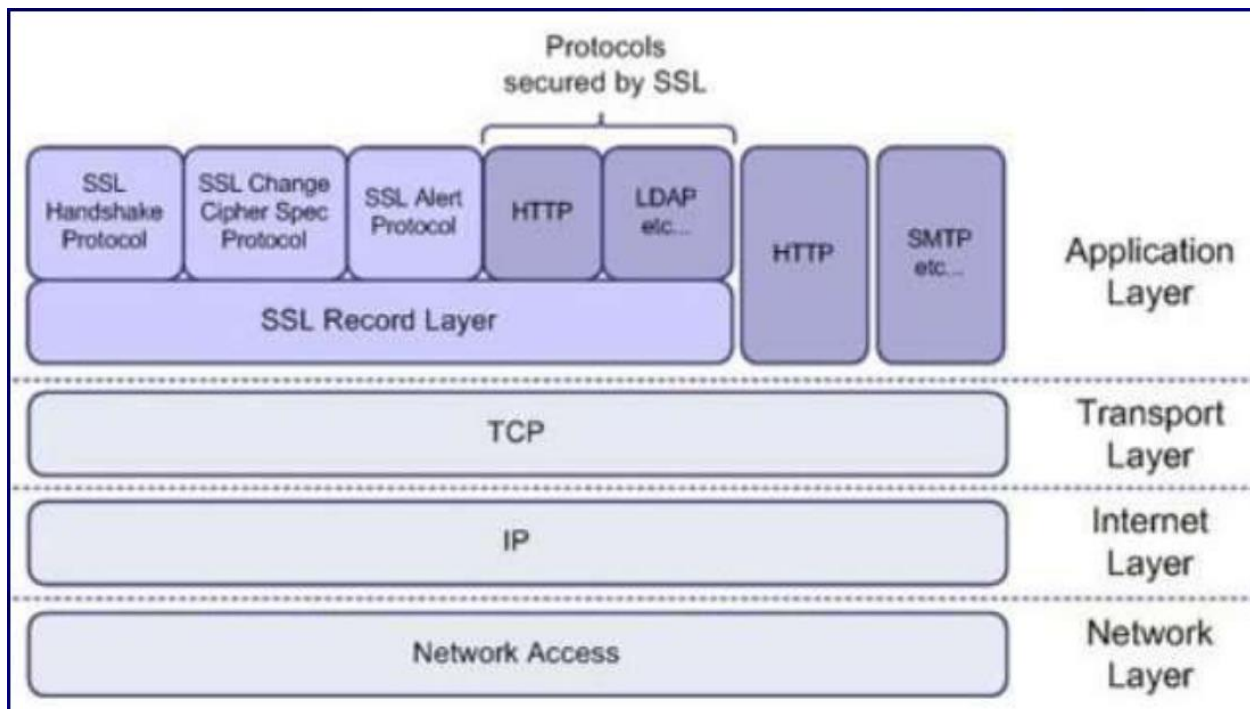 Protocols
secured by SSL
SSL
Handshake
Protocol
SSL Change
Cipher Spec
Protocol
SSL Alert
Protocol
HTTP
LDAP
etc...
HTTP
SMTP
etc...
Application
Layer
SSL Record Layer
TCP
Transport
Layer
IP
Internet
Layer
Network Access
Network
Layer